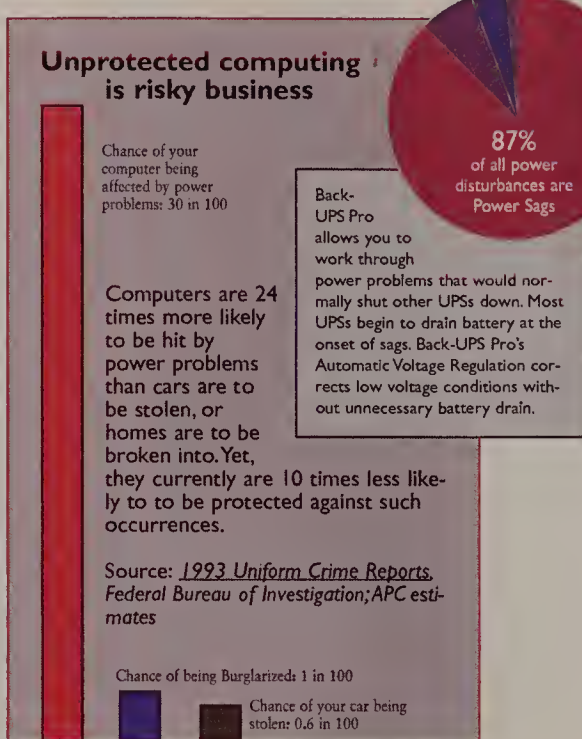 Unprotected computing
is risky business
Chance of your
computer being
affected by power
problems: 30 in 100
87%
of all power
disturbances are
Power Sags
Back-
UPS Pro
allows you to
work through
power problems that would nor-
mally shut other UPSs down. Most
UPSs begin to drain battery at the
onset of sags. Back-UPS Pro's
Automatic Voltage Regulation cor-
rects low voltage conditions with-
out unnecessary battery drain.
Computers are 24
times more likely
to be hit by
power problems
than cars are to
be stolen, or
homes are to be
broken into. Yet,
they currently are 10 times less like-
ly to to be protected against such
occurrences.
Source: 1993 Uniform Crime Reports,
Federal Bureau of Investigation; APC esti-
mates
Chance of being Burglarized: 1 in 100
Chance of your car being
stolen: 0.6 in 100